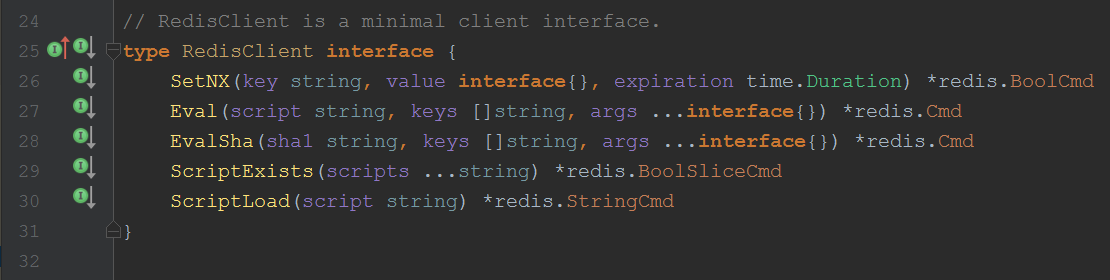 24 // RedisClient is a minimal client interface.
25 type RedisClient interface {
26 SetNX(key string, value interface{}, expiration time.Duration) *redis.BoolCmd
27 Eval(script string, keys []string, args ...interface{}) *redis.Cmd
28 EvalSha(sha1 string, keys []string, args ...interface{}) *redis.Cmd
29 ScriptExists(scripts ...string) *redis.BoolSliceCmd
30 ScriptLoad(script string) *redis.StringCmd
31 }
32